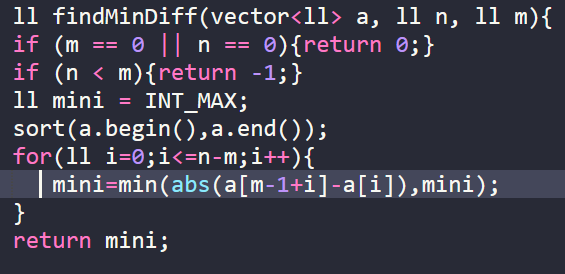 ll findMinDiff(vector<ll> a, ll n, ll m){
if (m == 0 || n == 0){return 0;}
if (n < m){return -1;}
ll mini = INT_MAX;
sort(a.begin(),a.end());
for(ll i=0;i<=n-m;i++){
mini=min(abs(a[m-1+i]-a[i]),mini);
}
return mini;